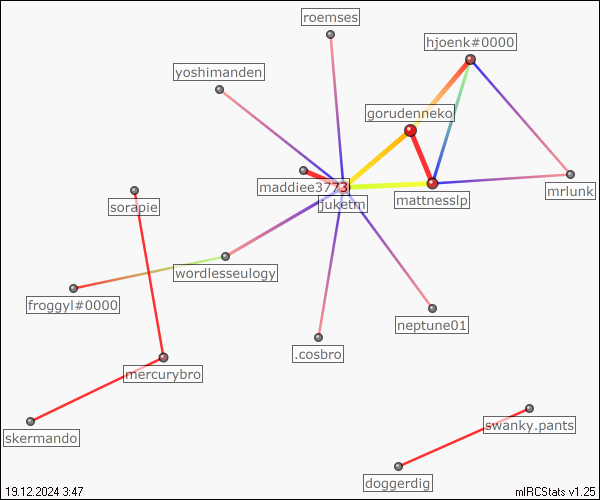 roemses
hjoenk#0000
yoshimanden
gorudenneko
maddiee3773
mrlunk
mattnesslp
juketm
sorapie
wordlesseulogy
froggyl#0000
neptune01
.cosbro
mercurybro
swanky.pants
skermando
doggerdig
19.12.2024 3:47
mIRCStats v1.25